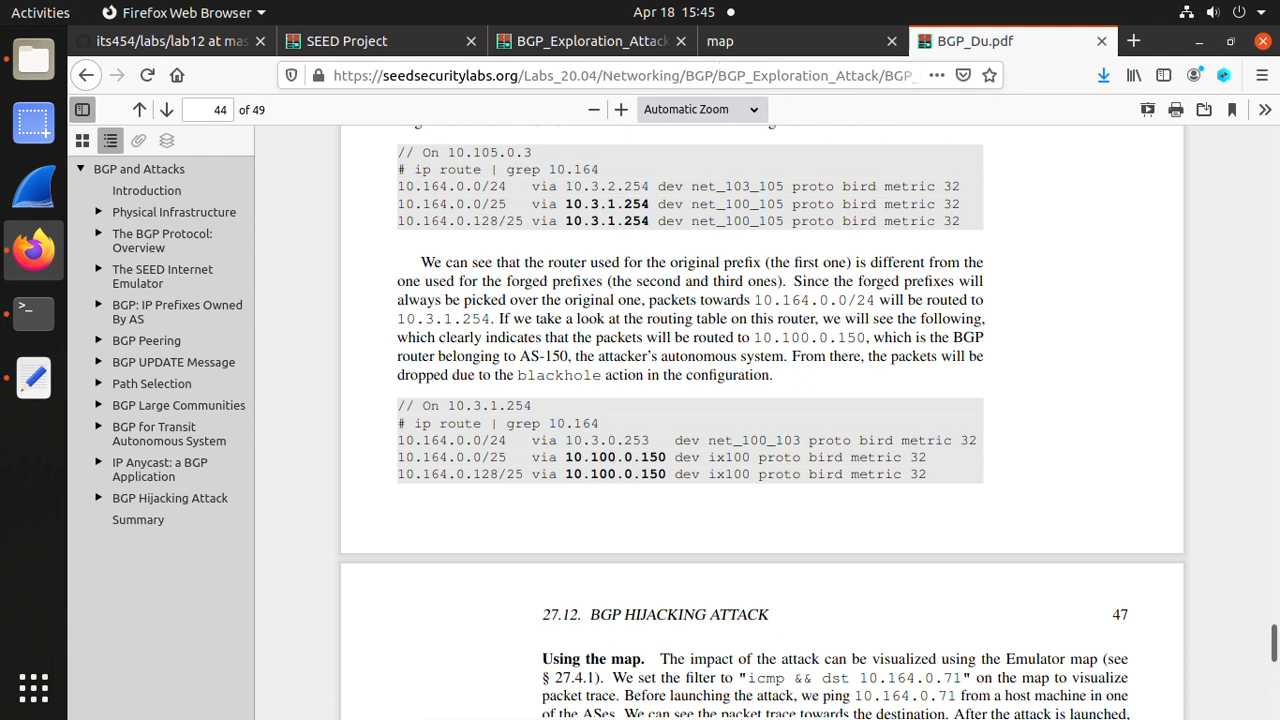 Activities
Firefox Web Browser
Apr 18 15:45
its454/labs/lab12 at mas
SEED Project
BGP_Exploration_Attack
map
BGP_Du.pdf
https://seedsecuritylabs.org/Labs_20.04/Networking/BGP/BGP_Exploration_Attack/BGP_
44 of 49
Automatic Zoom
BGP and Attacks
Introduction
Physical Infrastructure
The BGP Protocol:
Overview
The SEED Internet
Emulator
BGP: IP Prefixes Owned
By AS
BGP Peering
BGP UPDATE Message
Path Selection
BGP Large Communities
BGP for Transit
Autonomous System
IP Anycast: a BGP
Application
BGP Hijacking Attack
Summary
// On 10.105.0.3
# ip route | grep 10.164
10.164.0.0/24 via 10.3.2.254 dev net_103_105 proto bird metric 32
10.164.0.0/25 via 10.3.1.254 dev net_100_105 proto bird metric 32
10.164.0.128/25 via 10.3.1.254 dev net_100_105 proto bird metric 32
We can see that the router used for the original prefix (the first one) is different from the
one used for the forged prefixes (the second and third ones). Since the forged prefixes will
always be picked over the original one, packets towards 10.164.0.0/24 will be routed to
10.3.1.254. If we take a look at the routing table on this router, we will see the following,
which clearly indicates that the packets will be routed to 10.100.0.150, which is the BGP
router belonging to AS-150, the attacker's autonomous system. From there, the packets will be
dropped due to the blackhole action in the configuration.
// On 10.3.1.254
# ip route | grep 10.164
10.164.0.0/24 via 10.3.0.253 dev net_100_103 proto bird metric 32
10.164.0.0/25 via 10.100.0.150 dev ix100 proto bird metric 32
10.164.0.128/25 via 10.100.0.150 dev ix100 proto bird metric 32
27.12. BGP HIJACKING ATTACK 47
Using the map. The impact of the attack can be visualized using the Emulator map (see
§ 27.4.1). We set the filter to "icmp && dst 10.164.0.71" on the map to visualize
packet trace. Before launching the attack, we ping 10.164.0.71 from a host machine in one
of the ASes. We can see the packet trace towards the destination. After the attack is launched,